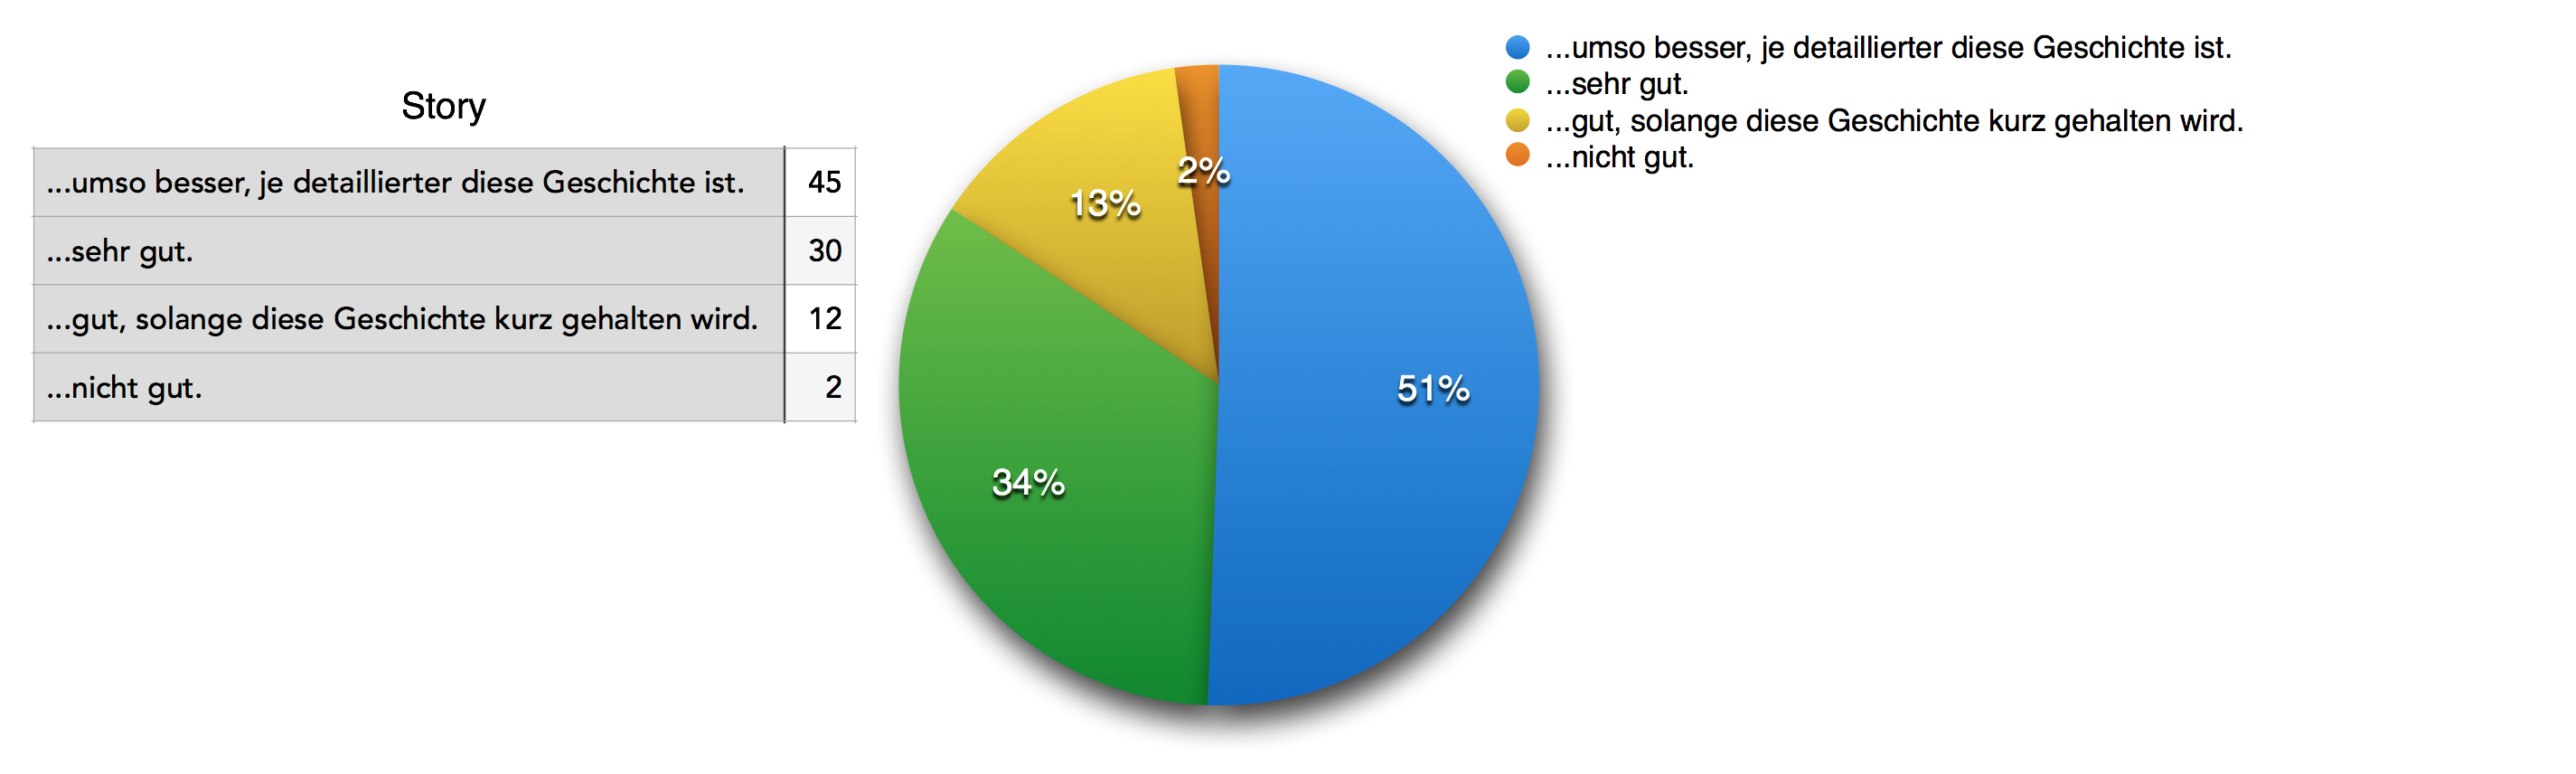 Story
...umso besser, je detaillierter diese Geschichte ist. 45
...sehr gut. 30
...gut, solange diese Geschichte kurz gehalten wird. 12
...nicht gut. 2
2%
13%
51%
34%
...umso besser, je detaillierter diese Geschichte ist.
...sehr gut.
...gut, solange diese Geschichte kurz gehalten wird.
...nicht gut.